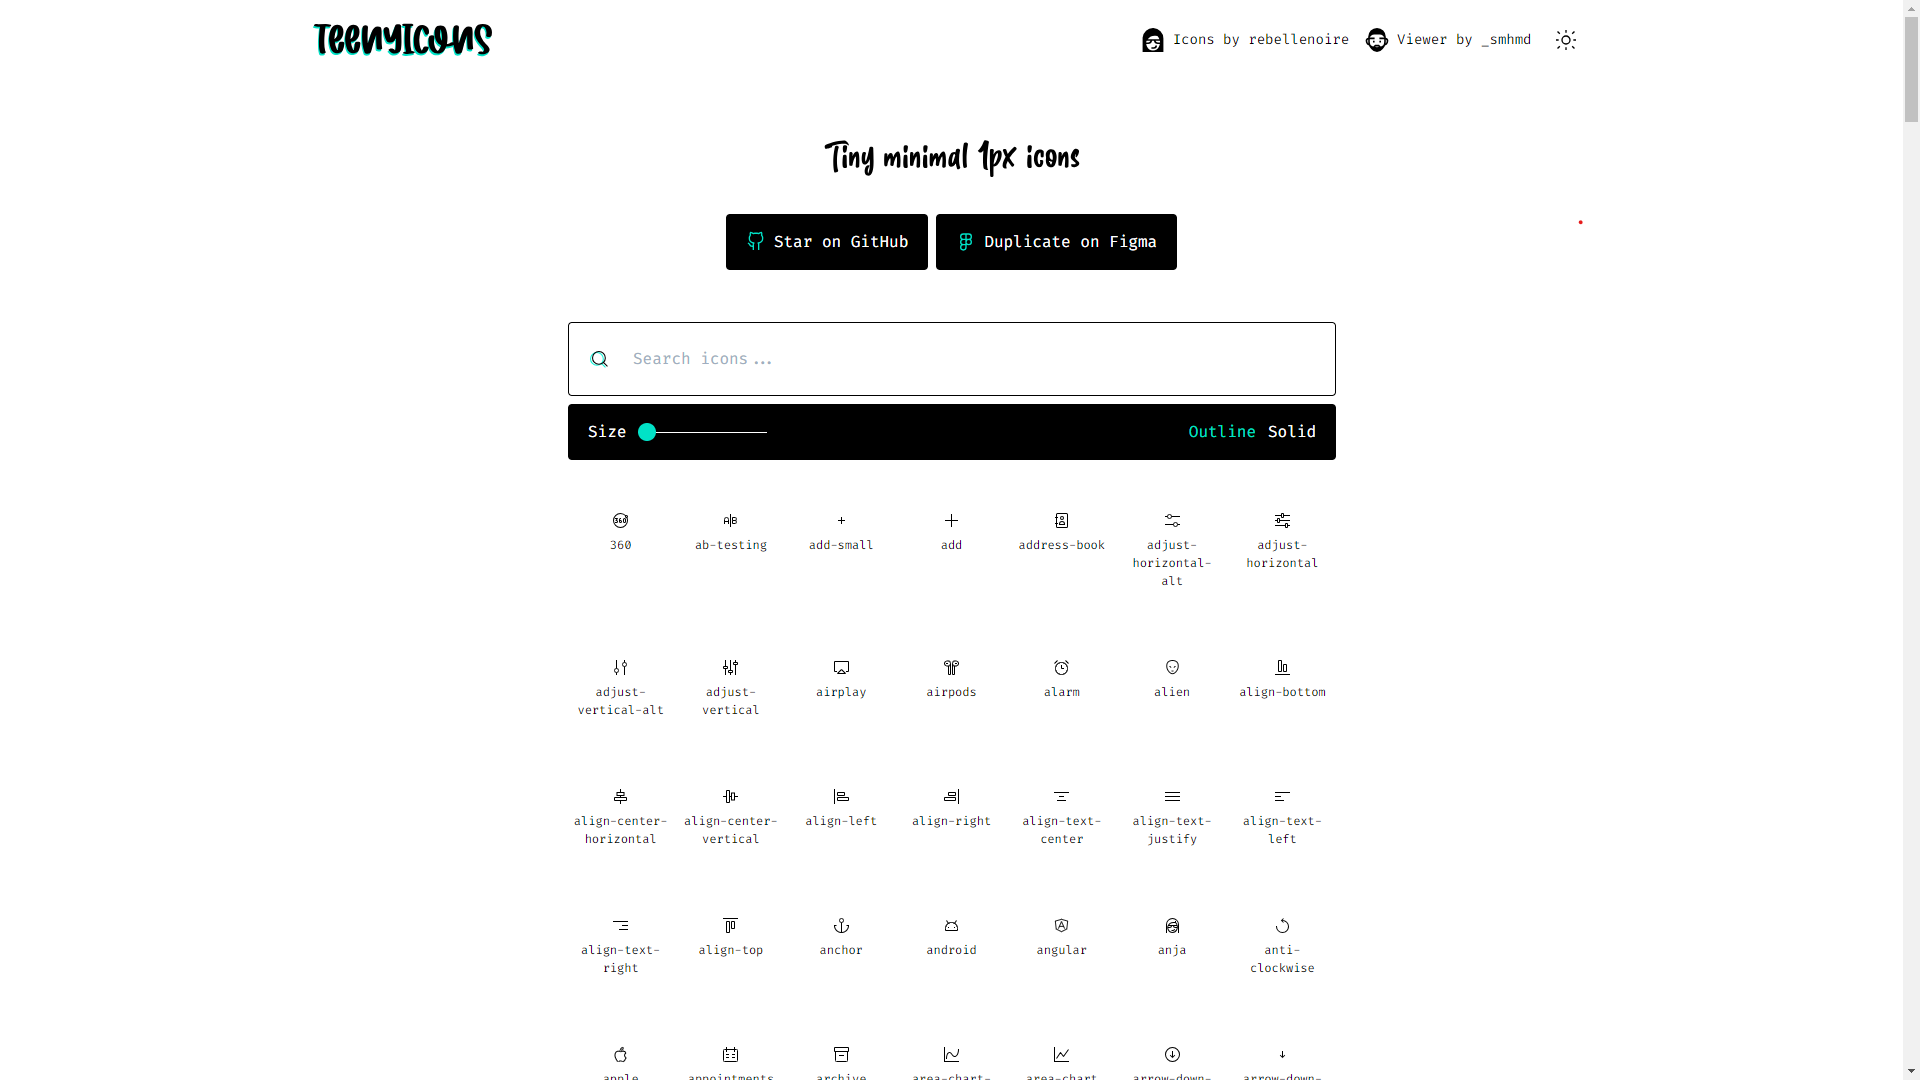 TEENYICONS
Icons by rebellenoire
Viewer by _smhmd
Tiny minimal 1px icons
Star on GitHub
Duplicate on Figma
Search icons...
Size
Outline Solid
360
ab-testing
add-small
add
address-book
adjust-
horizontal-
alt
adjust-
horizontal
adjust-
vertical-alt
adjust-
vertical
airplay
airpods
alarm
alien
align-bottom
align-center-
horizontal
align-center-
vertical
align-left
align-right
align-text-
center
align-text-
justify
align-text-
left
align-text-
right
align-top
anchor
android
angular
anja
anti-
clockwise
apple
appointments
archive
area-chart-
area-chart
arrow-down-
arrow-down-